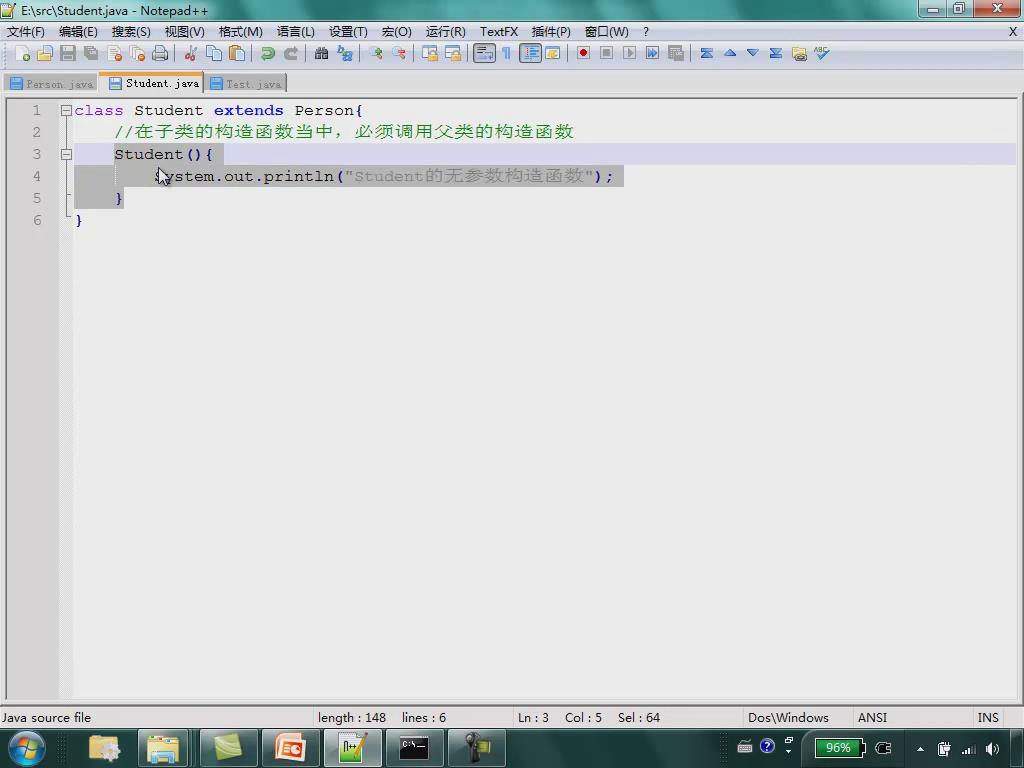 E:\src\Student.java - Notepad++
文件(F) 编辑(E) 搜索(S) 视图(V) 格式(M) 语言(L) 设置(T) 宏(O) 运行(R) TextFX 插件(P) 窗口(W) ? X
Person.java Student.java Test.java
1 class Student extends Person{
2 //在子类的构造函数当中，必须调用父类的构造函数
3 Student(){
4 System.out.println("Student的无参数构造函数");
5 }
6 }
Java source file length : 148 lines : 6 Ln : 3 Col : 5 Sel : 64 Dos\Windows ANSI INS
96%